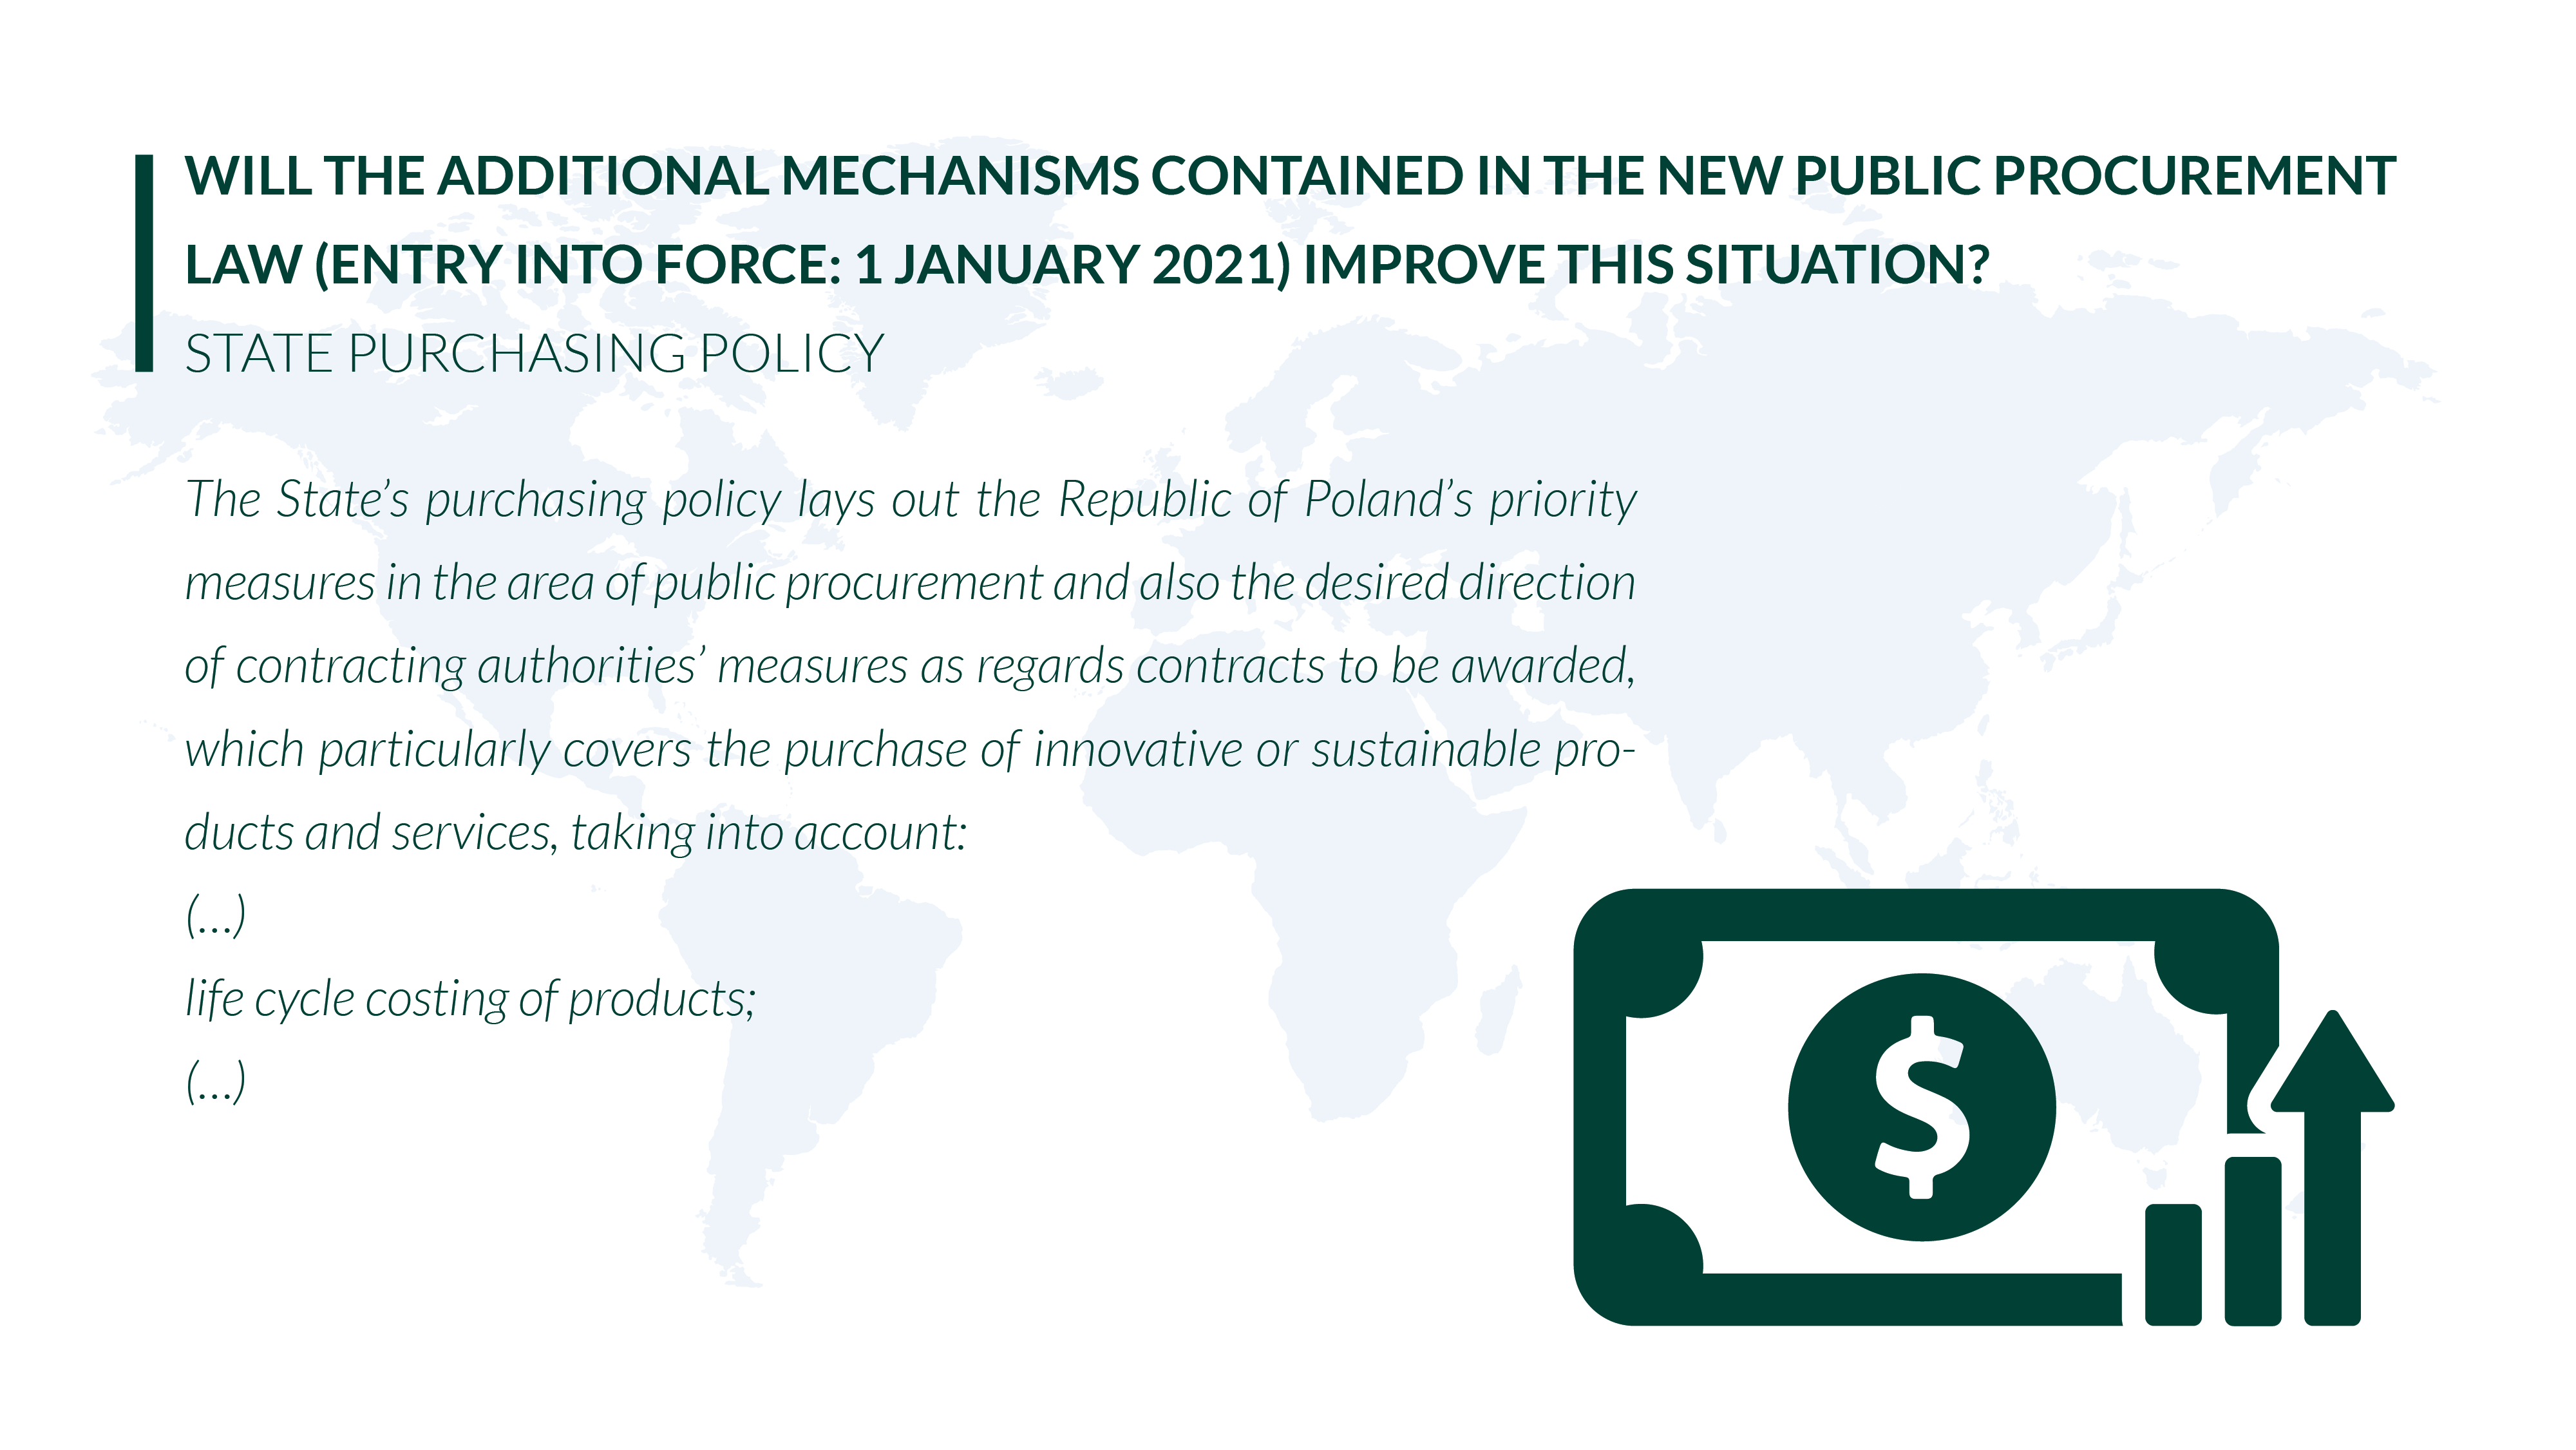 WILL THE ADDITIONAL MECHANISMS CONTAINED IN THE NEW PUBLIC PROCUREMENT
LAW (ENTRY INTO FORCE: 1 JANUARY 2021) IMPROVE THIS SITUATION?
STATE PURCHASING POLICY
The State’s purchasing policy lays out the Republic of Poland’s priority
measures in the area of public procurement and also the desired direction
of contracting authorities’ measures as regards contracts to be awarded,
which particularly covers the purchase of innovative or sustainable pro-
ducts and services, taking into account:
(…)
life cycle costing of products;
(…)
$